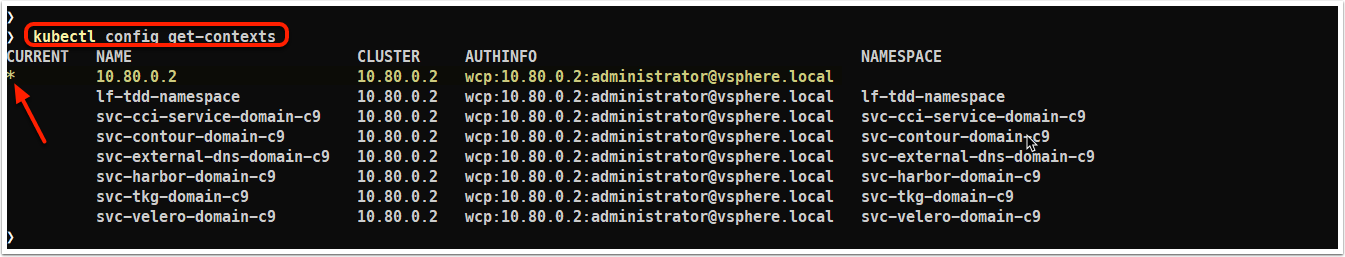 ❯
❯ kubectl config get-contexts
CURRENT NAME CLUSTER AUTHINFO NAMESPACE
* 10.80.0.2 10.80.0.2 wcp:10.80.0.2:administrator@vsphere.local
lf-tdd-namespace 10.80.0.2 wcp:10.80.0.2:administrator@vsphere.local lf-tdd-namespace
svc-cci-service-domain-c9 10.80.0.2 wcp:10.80.0.2:administrator@vsphere.local svc-cci-service-domain-c9
svc-contour-domain-c9 10.80.0.2 wcp:10.80.0.2:administrator@vsphere.local svc-contour-domain-c9
svc-external-dns-domain-c9 10.80.0.2 wcp:10.80.0.2:administrator@vsphere.local svc-external-dns-domain-c9
svc-harbor-domain-c9 10.80.0.2 wcp:10.80.0.2:administrator@vsphere.local svc-harbor-domain-c9
svc-tkg-domain-c9 10.80.0.2 wcp:10.80.0.2:administrator@vsphere.local svc-tkg-domain-c9
svc-velero-domain-c9 10.80.0.2 wcp:10.80.0.2:administrator@vsphere.local svc-velero-domain-c9
❯